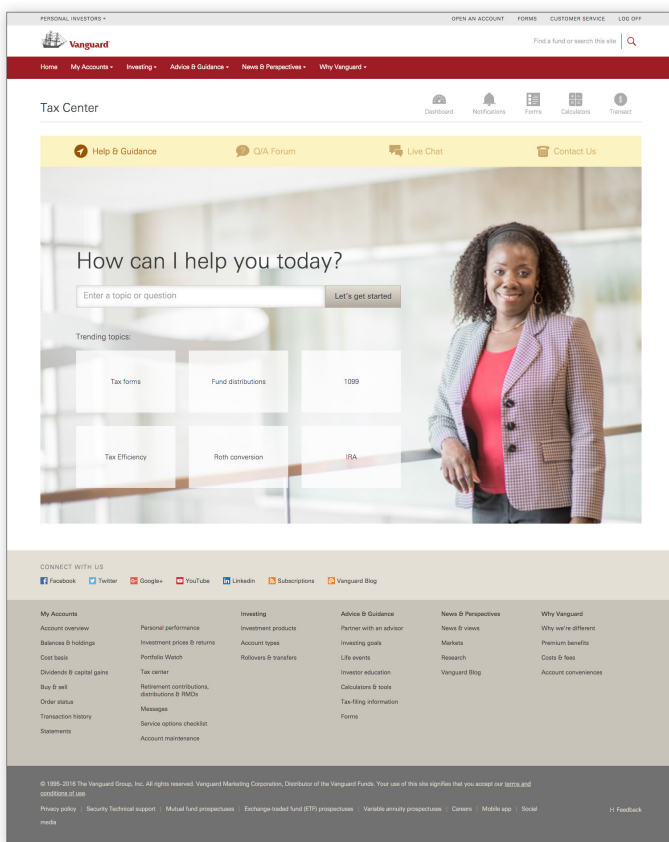 PERSONAL INVESTORS
OPEN AN ACCOUNT FORMS CUSTOMER SERVICE LOG OFF
Vanguard
Find a fund or search this site
Home My Accounts Investing Advice & Guidance News & Perspectives Why Vanguard
Tax Center
Dashboard Notifications Forms Calculators Transact
Help & Guidance Q/A Forum Live Chat Contact Us
How can I help you today?
Enter a topic or question Let's get started
Trending topics:
Tax forms Fund distributions 1099
Tax Efficiency Roth conversion IRA
CONNECT WITH US
Facebook Twitter Google+ YouTube Linkedin Subscriptions Vanguard Blog
My Accounts Investing Advice & Guidance News & Perspectives Why Vanguard
Account overview Personal performance Investment products Partner with an advisor News & views Why we're different
Balances & holdings Investment prices & returns Account types Investing goals Markets Premium benefits
Cost basis Portfolio Watch Rollovers & transfers Life events Research Costs & fees
Dividends & capital gains Tax center Investor education Vanguard Blog Account conveniences
Buy & sell Retirement contributions, Calculators & tools
distributions & RMDs
Order status Tax-filing information
Messages
Transaction history Forms
Service options checklist
Statements
Account maintenance
© 1995–2016 The Vanguard Group, Inc. All rights reserved. Vanguard Marketing Corporation, Distributor of the Vanguard Funds. Your use of this site signifies that you accept our terms and
conditions of use.
Privacy policy | Security Technical support | Mutual fund prospectuses | Exchange-traded fund (ETF) prospectuses | Variable annuity prospectuses | Careers | Mobile app | Social
H Feedback
media